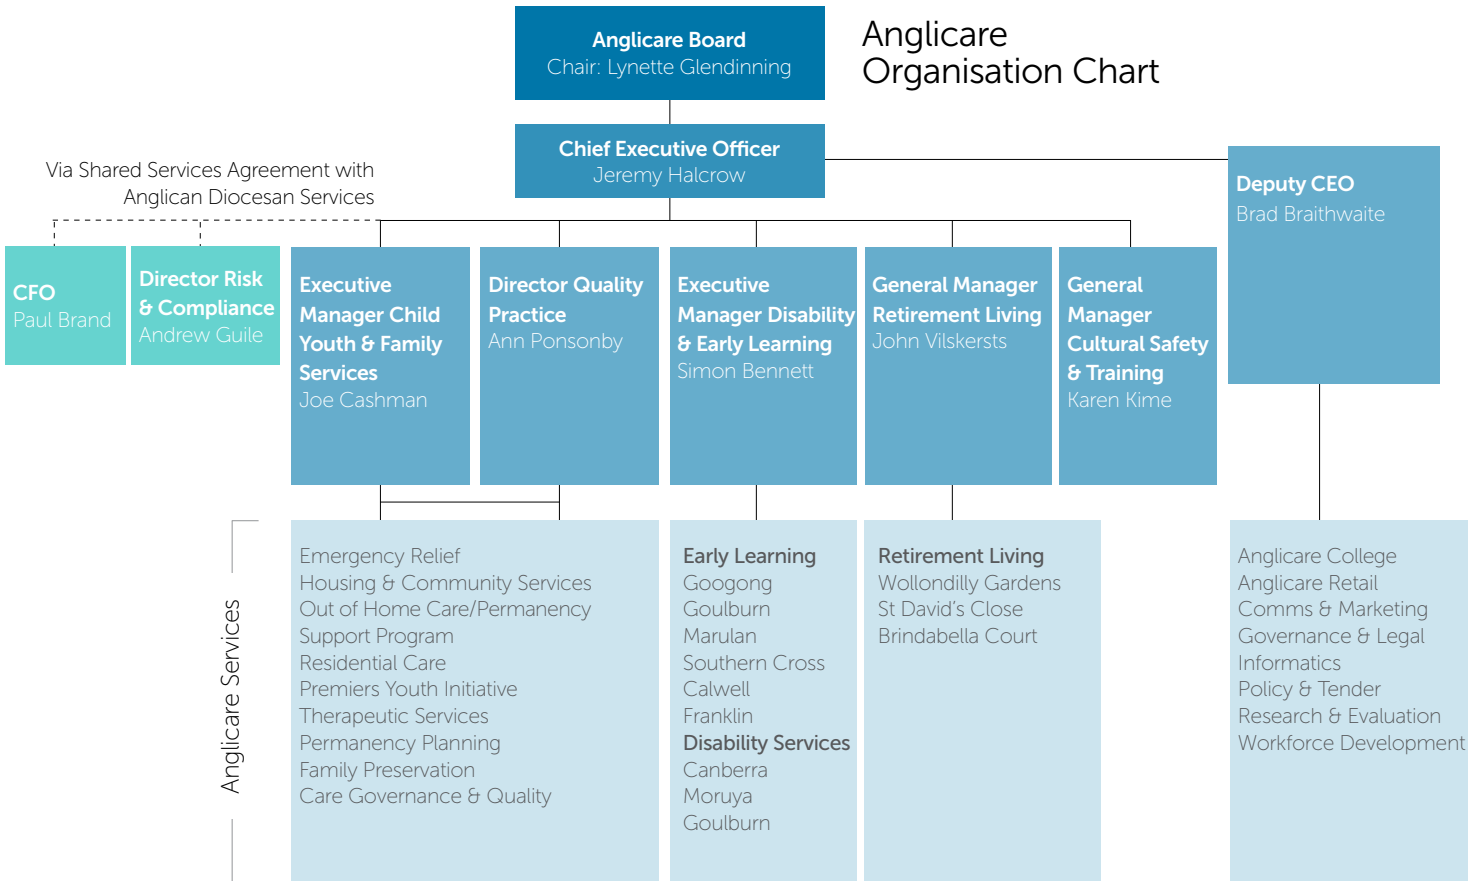 Anglicare Board
Chair: Lynette Glendinning
Anglicare
Organisation Chart
Chief Executive Officer
Jeremy Halcrow
Via Shared Services Agreement with
Anglican Diocesan Services
Deputy CEO
Brad Braithwaite
CFO
Paul Brand
Director Risk
& Compliance
Andrew Guile
Executive
Manager Child
Youth & Family
Services
Joe Cashman
Director Quality
Practice
Ann Ponsonby
Executive
Manager Disability
& Early Learning
Simon Bennett
General Manager
Retirement Living
John Vilskersts
General
Manager
Cultural Safety
& Training
Karen Kime
Anglicare Services
Emergency Relief
Housing & Community Services
Out of Home Care/Permanency
Support Program
Residential Care
Premiers Youth Initiative
Therapeutic Services
Permanency Planning
Family Preservation
Care Governance & Quality
Early Learning
Googong
Goulburn
Marulan
Southern Cross
Calwell
Franklin
Disability Services
Canberra
Moruya
Goulburn
Retirement Living
Wollondilly Gardens
St David's Close
Brindabella Court
Anglicare College
Anglicare Retail
Comms & Marketing
Governance & Legal
Informatics
Policy & Tender
Research & Evaluation
Workforce Development